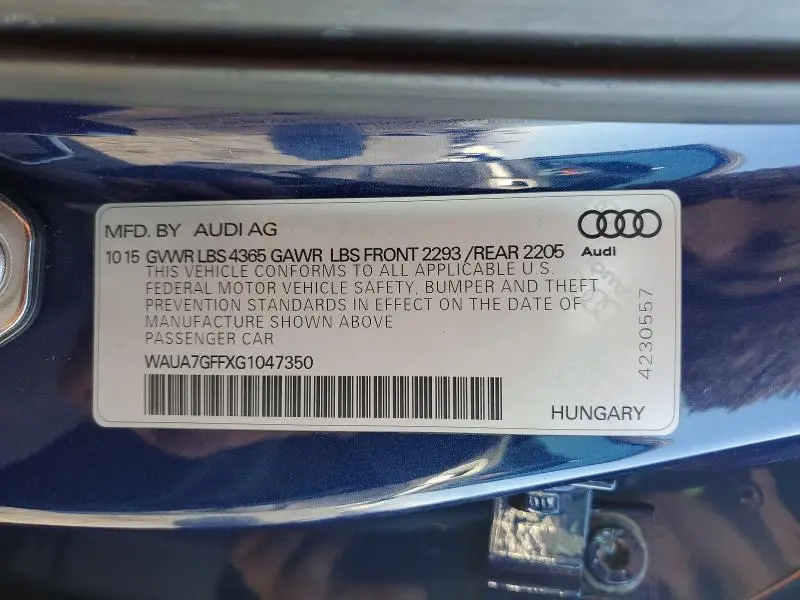 MFD. BY AUDI AG
1015 GVWR LBS 4365 GAWR LBS FRONT 2293 /REAR 2205
Audi
THIS VEHICLE CONFORMS TO ALL APPLICABLE U.S.
FEDERAL MOTOR VEHICLE SAFETY, BUMPER AND THEFT
PREVENTION STANDARDS IN EFFECT ON THE DATE OF
MANUFACTURE SHOWN ABOVE
PASSENGER CAR
WAUA7GFFXG1047350
HUNGARY
4230557